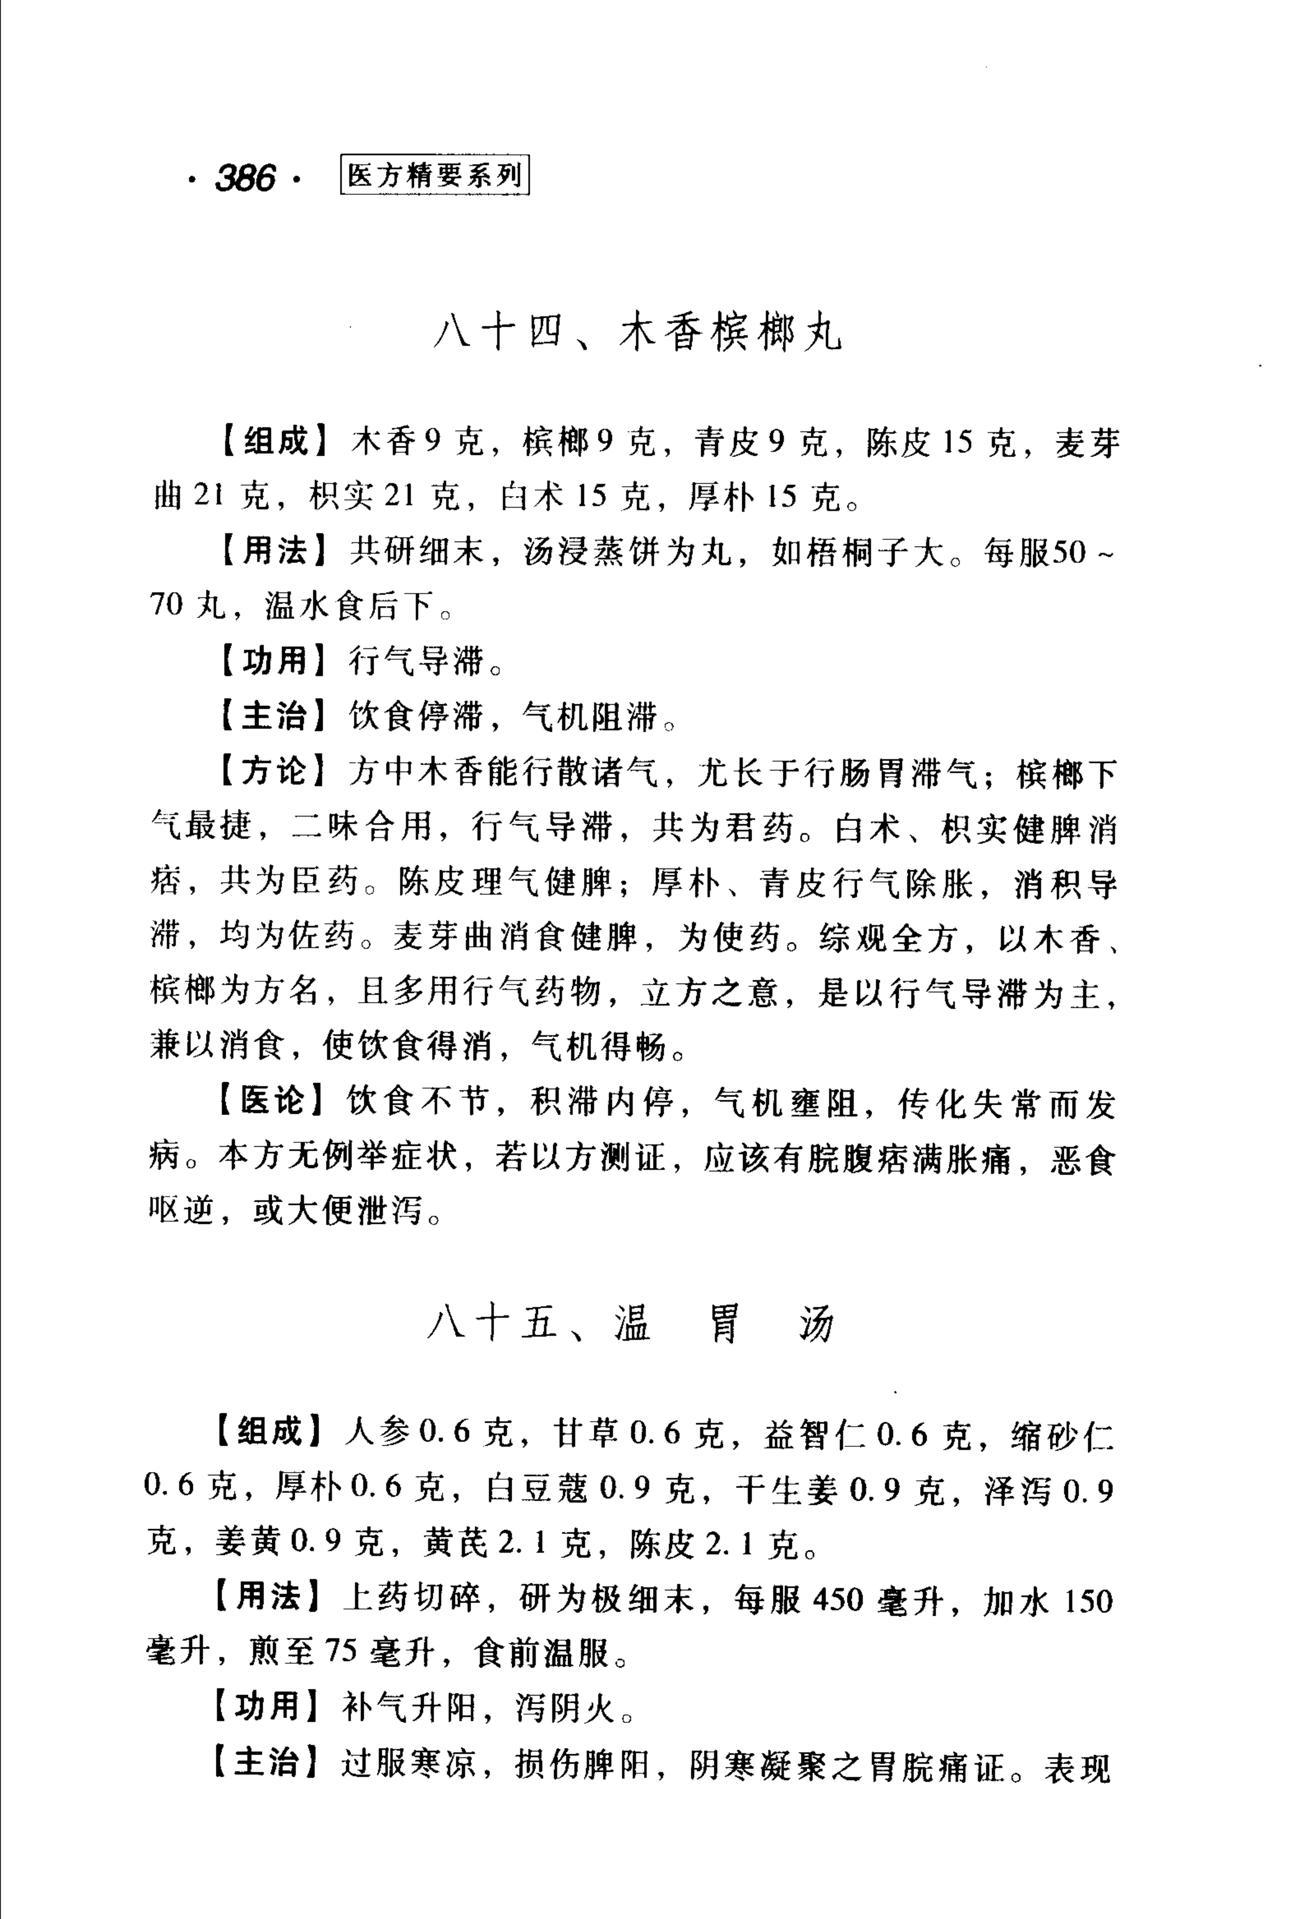 ·386· 医方精要系列
八十四、木香槟榔丸
【组成】木香9克，槟榔9克，青皮9克，陈皮15克，麦芽
曲21克，枳实21克，白术15克，厚朴15克。
【用法】共研细末，汤浸蒸饼为丸，如梧桐子大。每服50～
70丸，温水食后下。
【功用】行气导滞。
【主治】饮食停滞，气机阻滞。
【方论】方中木香能行散诸气，尤长于行肠胃滞气；槟榔下
气最捷，二味合用，行气导滞，共为君药。白术、枳实健脾消
痞，共为臣药。陈皮理气健脾；厚朴、青皮行气除胀，消积导
滞，均为佐药。麦芽曲消食健脾，为使药。综观全方，以木香、
槟榔为方名，且多用行气药物，立方之意，是以行气导滞为主，
兼以消食，使饮食得消，气机得畅。
【医论】饮食不节，积滞内停，气机壅阻，传化失常而发
病。本方无例举症状，若以方测证，应该有脘腹痞满胀痛，恶食
呕逆，或大便泄泻。
八十五、温 胃 汤
【组成】人参0.6克，甘草0.6克，益智仁0.6克，缩砂仁
0.6克，厚朴0.6克，白豆蔻0.9克，干生姜0.9克，泽泻0.9
克，姜黄0.9克，黄芪2.1克，陈皮2.1克。
【用法】上药切碎，研为极细末，每服450毫升，加水150
毫升，煎至75毫升，食前温服。
【功用】补气升阳，泻阴火。
【主治】过服寒凉，损伤脾阳，阴寒凝聚之胃脘痛证。表现